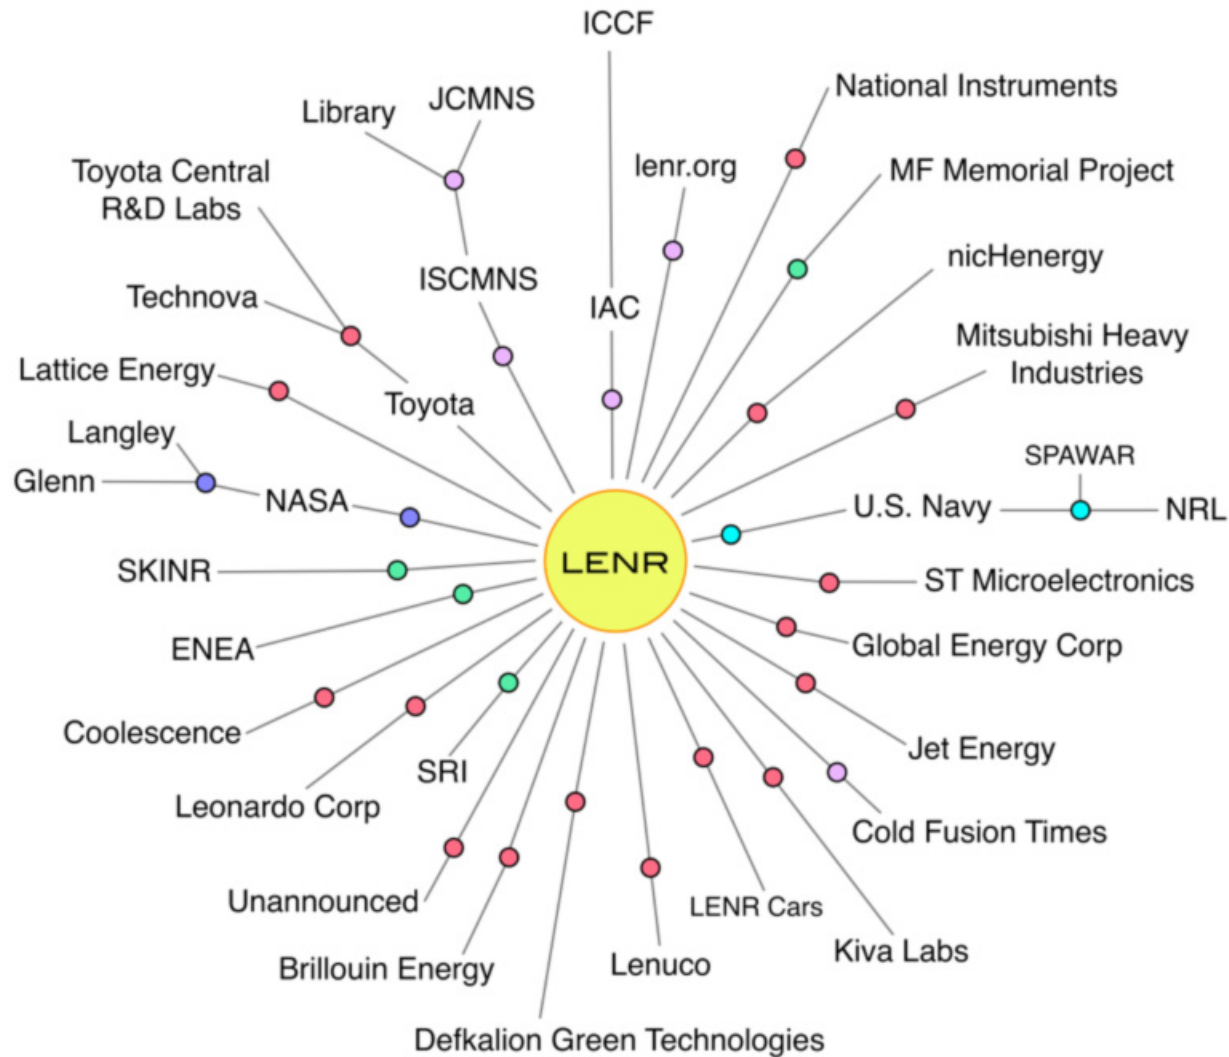 ICCF
Library
JCMNS
National Instruments
lenr.org
MF Memorial Project
Toyota Central
R&D Labs
nicHenergy
ISCMNS
Technova
IAC
Mitsubishi Heavy
Industries
Lattice Energy
Toyota
Langley
SPAWAR
Glenn
NASA
U.S. Navy
NRL
LENR
SKINR
ST Microelectronics
ENEA
Global Energy Corp
Coolescence
Jet Energy
SRI
Leonardo Corp
Cold Fusion Times
Unannounced
LENR Cars
Kiva Labs
Brillouin Energy
Lenuco
Defkalion Green Technologies